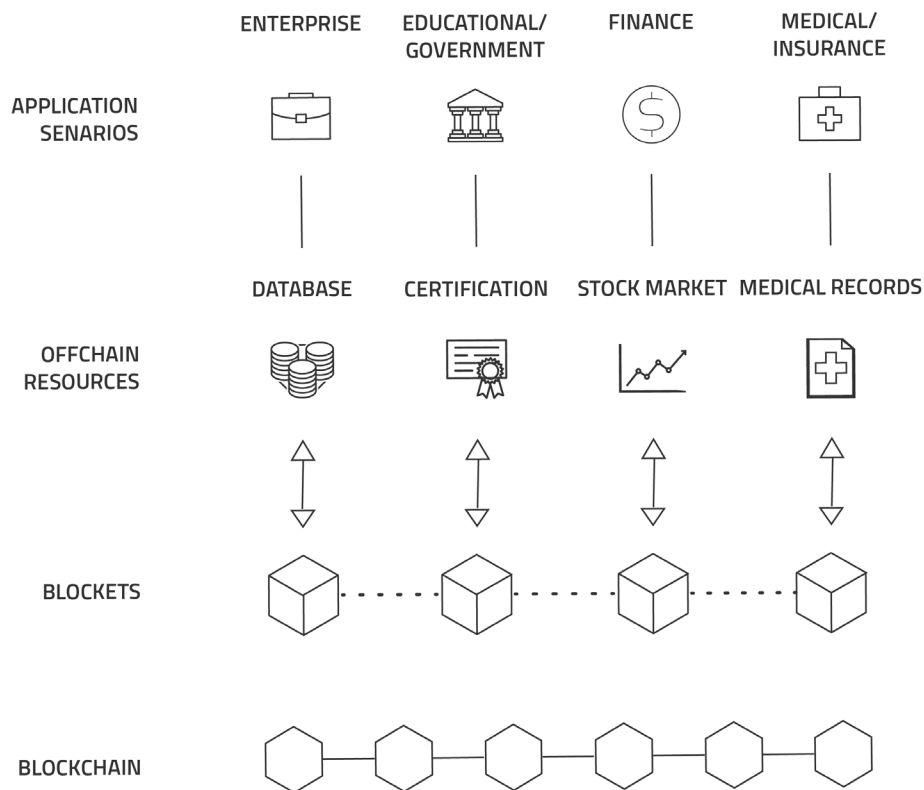 ENTERPRISE
EDUCATIONAL/
GOVERNMENT
FINANCE
MEDICAL/
INSURANCE
APPLICATION
SENARIOS
DATABASE
CERTIFICATION
STOCK MARKET
MEDICAL RECORDS
OFFCHAIN
RESOURCES
BLOCKETS
BLOCKCHAIN